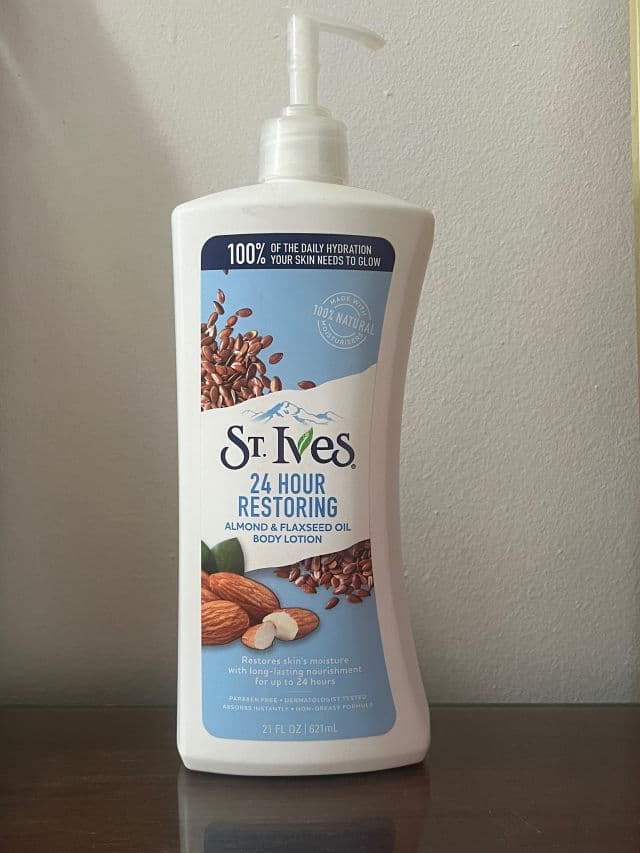 100% OF THE DAILY HYDRATION
YOUR SKIN NEEDS TO GLOW
MADE WITH
100% NATURAL
MOISTURIZERS
ST. IVES®
24 HOUR
RESTORING
ALMOND & FLAXSEED OIL
BODY LOTION
Restores skin's moisture
with long-lasting nourishment
for up to 24 hours
PARABEN FREE • DERMATOLOGIST TESTED
ABSORBS INSTANTLY • NON-GREASY FORMULA
21 FL OZ | 621mL